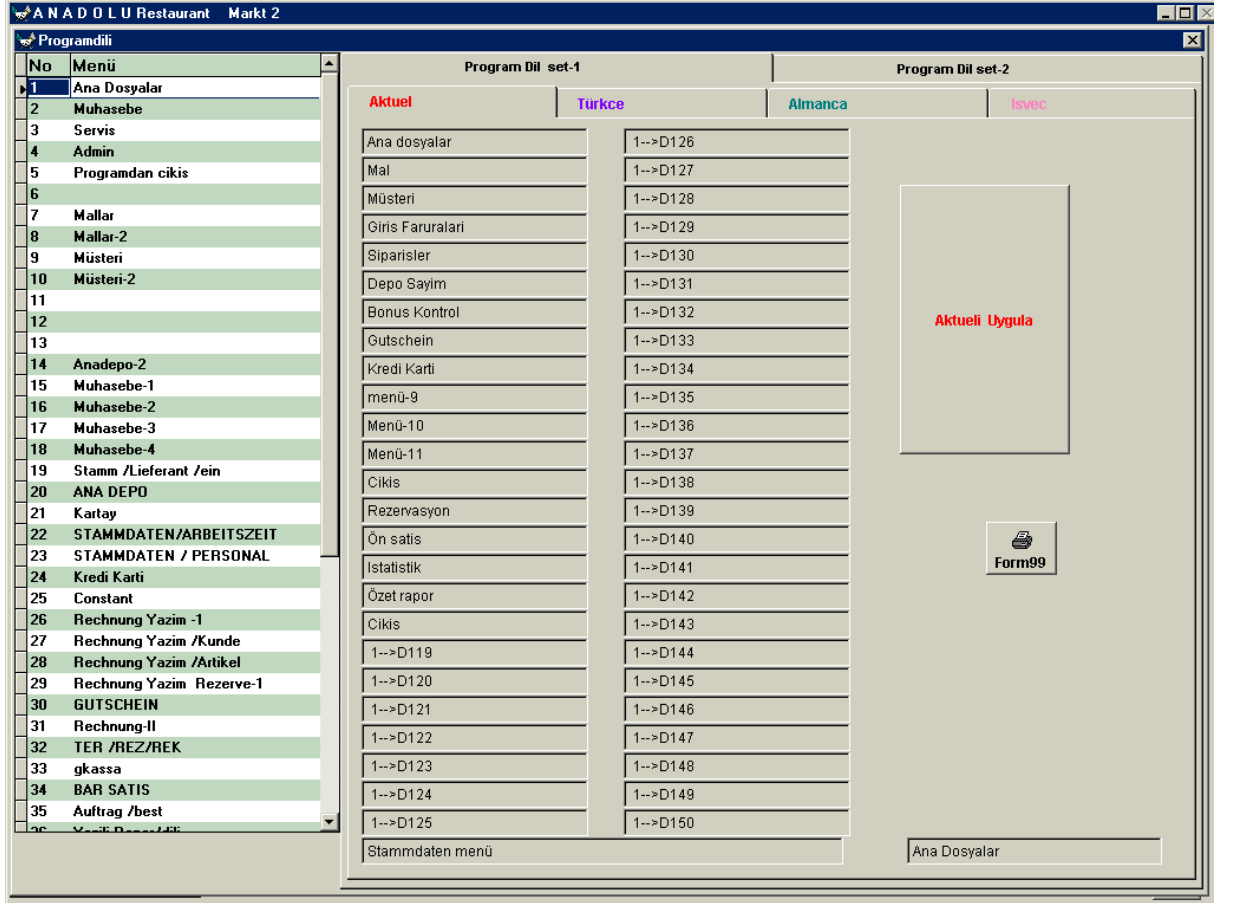 A N A D O L U Restaurant Markt 2
Programdili
No Menü
1 Ana Dosyalar
2 Muhasebe
3 Servis
4 Admin
5 Programdan cikis
6
7 Mallar
8 Mallar-2
9 Müsteri
10 Müsteri-2
11
12
13
14 Anadepo-2
15 Muhasebe-1
16 Muhasebe-2
17 Muhasebe-3
18 Muhasebe-4
19 Stamm /Lieferant /ein
20 ANA DEPO
21 Kartay
22 STAMMDATEN/ARBEITSZEIT
23 STAMMDATEN / PERSONAL
24 Kredi Karti
25 Constant
26 Rechnung Yazim -1
27 Rechnung Yazim /Kunde
28 Rechnung Yazim /Artikel
29 Rechnung Yazim Rezerve-1
30 GUTSCHEIN
31 Rechnung-II
32 TER /REZ/REK
33 gkassa
34 BAR SATIS
35 Auftrag /best
Program Dil set-1 Program Dil set-2
Aktuel Türkce Almanca Isvec
Ana dosyalar 1-->D126
Mal 1-->D127
Müsteri 1-->D128
Giris Faruralari 1-->D129
Siparisler 1-->D130
Depo Sayim 1-->D131
Bonus Kontrol 1-->D132
Gutschein 1-->D133
Kredi Karti 1-->D134
menü-9 1-->D135
Menü-10 1-->D136
Menü-11 1-->D137
Cikis 1-->D138
Rezervasyon 1-->D139
Ön satis 1-->D140
Istatistik 1-->D141
Özet rapor 1-->D142
Cikis 1-->D143
1-->D119 1-->D144
1-->D120 1-->D145
1-->D121 1-->D146
1-->D122 1-->D147
1-->D123 1-->D148
1-->D124 1-->D149
1-->D125 1-->D150
Stammdaten menü Ana Dosyalar
Aktueli Uygula
Form99